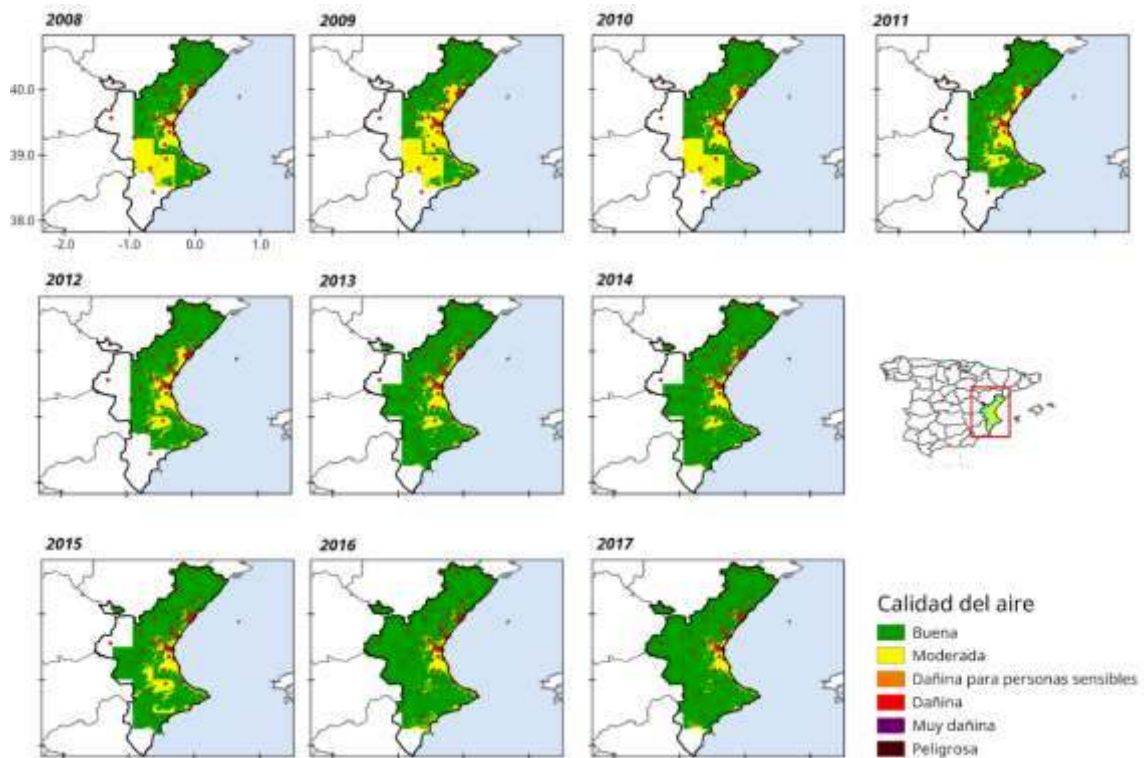 2008 2009 2010 2011
40.0
39.0
38.0
-2.0 -1.0 0.0 1.0
2012 2013 2014
2015 2016 2017
Calidad del aire
Buena
Moderada
Dañina para personas sensibles
Dañina
Muy dañina
Peligrosa